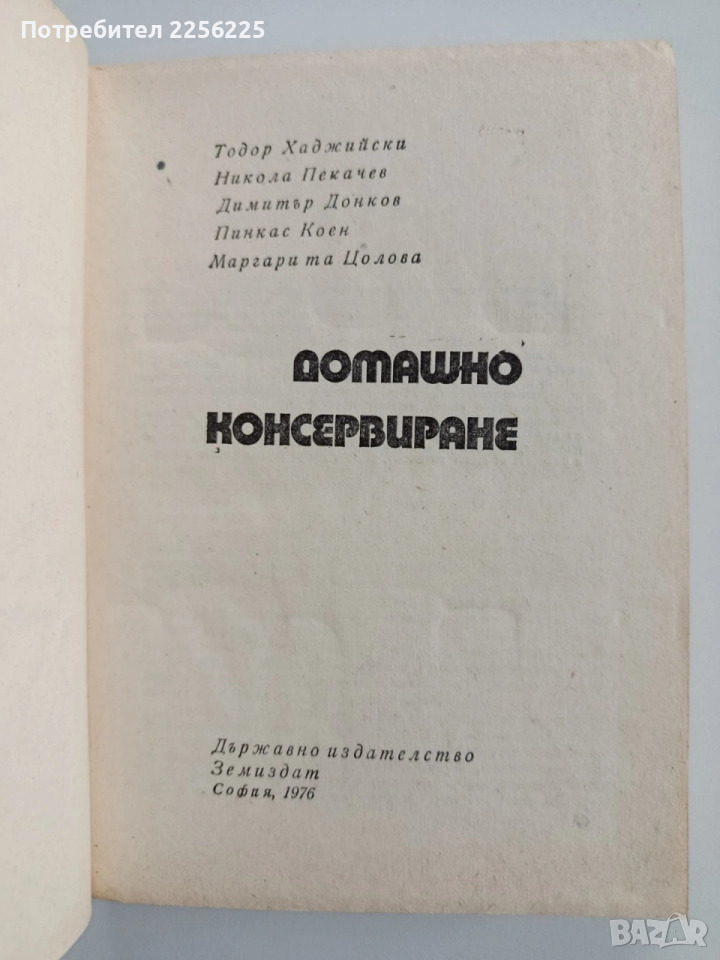 Потребител 2256225
Тодор Хаджийски
Никола Пекачев
Димитър Донков
Пинкас Коен
Маргарита Цолова
ДОМАШНО
КОНСЕРВИРАНЕ
Държавно издателство
Земиздат
София, 1976
BAZAR